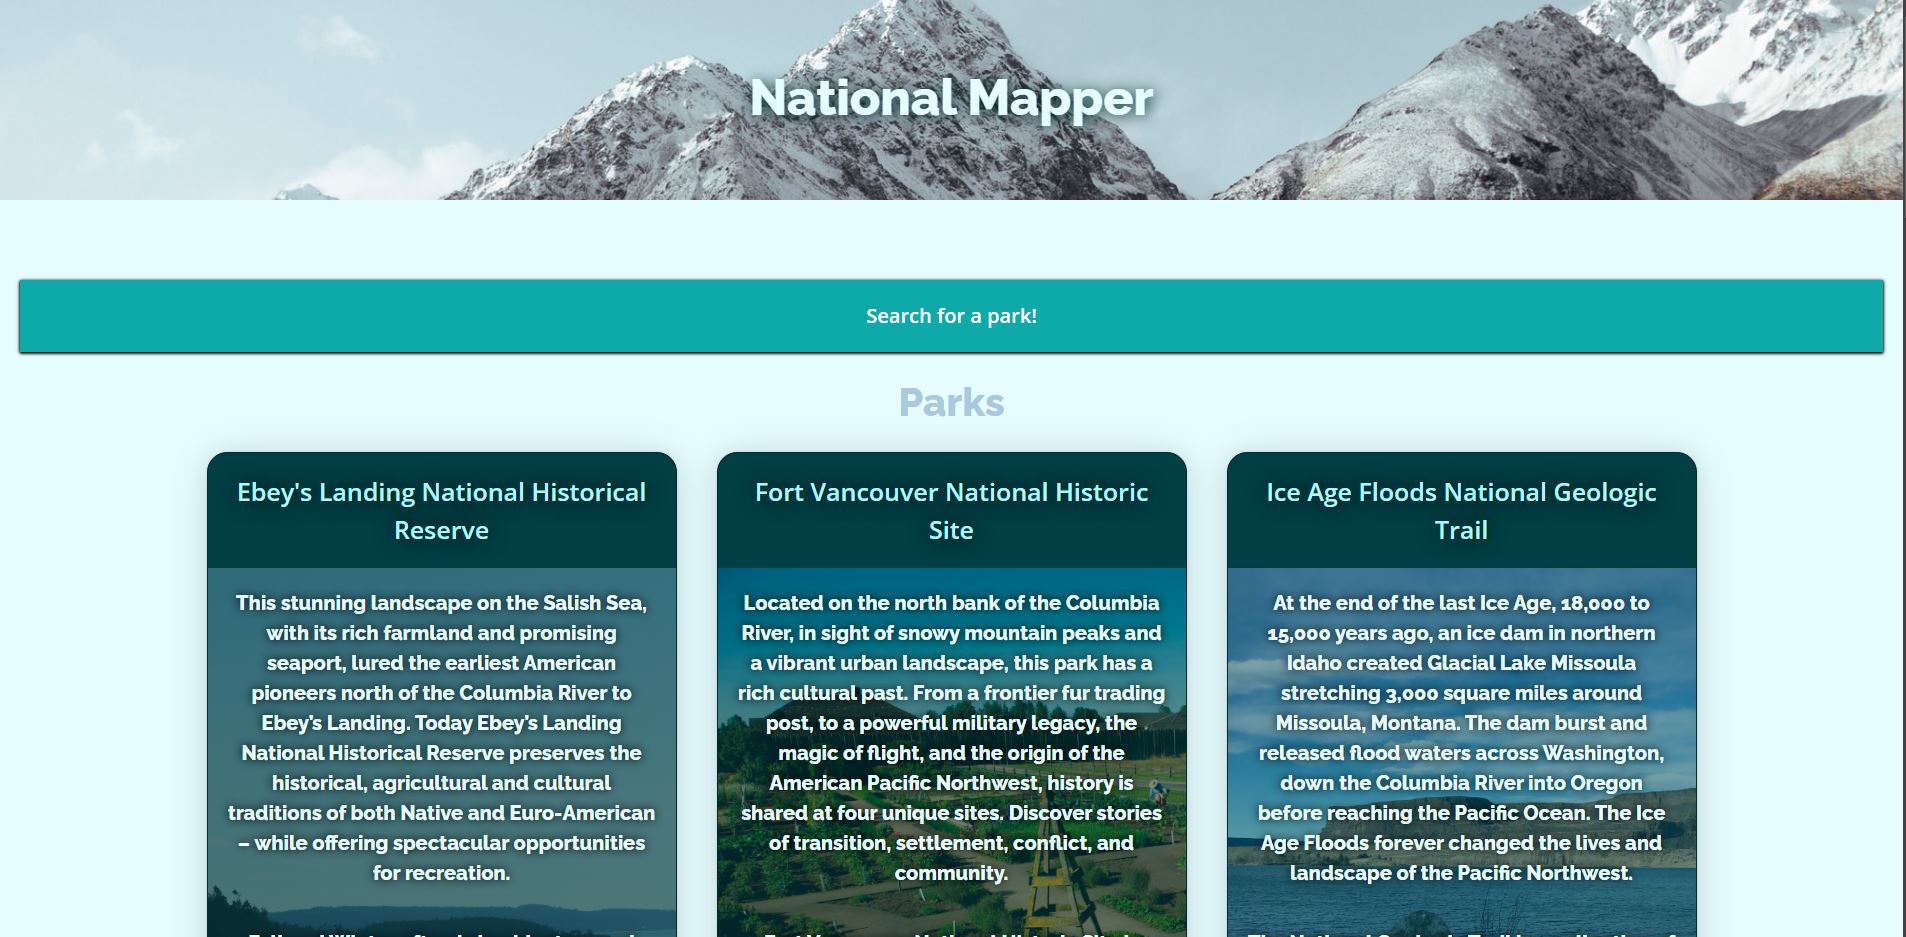 National Mapper
Search for a park!
Parks
Ebey's Landing National Historical
Reserve
This stunning landscape on the Salish Sea,
with its rich farmland and promising
seaport, lured the earliest American
pioneers north of the Columbia River to
Ebey’s Landing. Today Ebey’s Landing
National Historical Reserve preserves the
historical, agricultural and cultural
traditions of both Native and Euro-American
– while offering spectacular opportunities
for recreation.
Fort Vancouver National Historic
Site
Located on the north bank of the Columbia
River, in sight of snowy mountain peaks and
a vibrant urban landscape, this park has a
rich cultural past. From a frontier fur trading
post, to a powerful military legacy, the
magic of flight, and the origin of the
American Pacific Northwest, history is
shared at four unique sites. Discover stories
of transition, settlement, conflict, and
community.
Ice Age Floods National Geologic
Trail
At the end of the last Ice Age, 18,000 to
15,000 years ago, an ice dam in northern
Idaho created Glacial Lake Missoula
stretching 3,000 square miles around
Missoula, Montana. The dam burst and
released flood waters across Washington,
down the Columbia River into Oregon
before reaching the Pacific Ocean. The Ice
Age Floods forever changed the lives and
landscape of the Pacific Northwest.